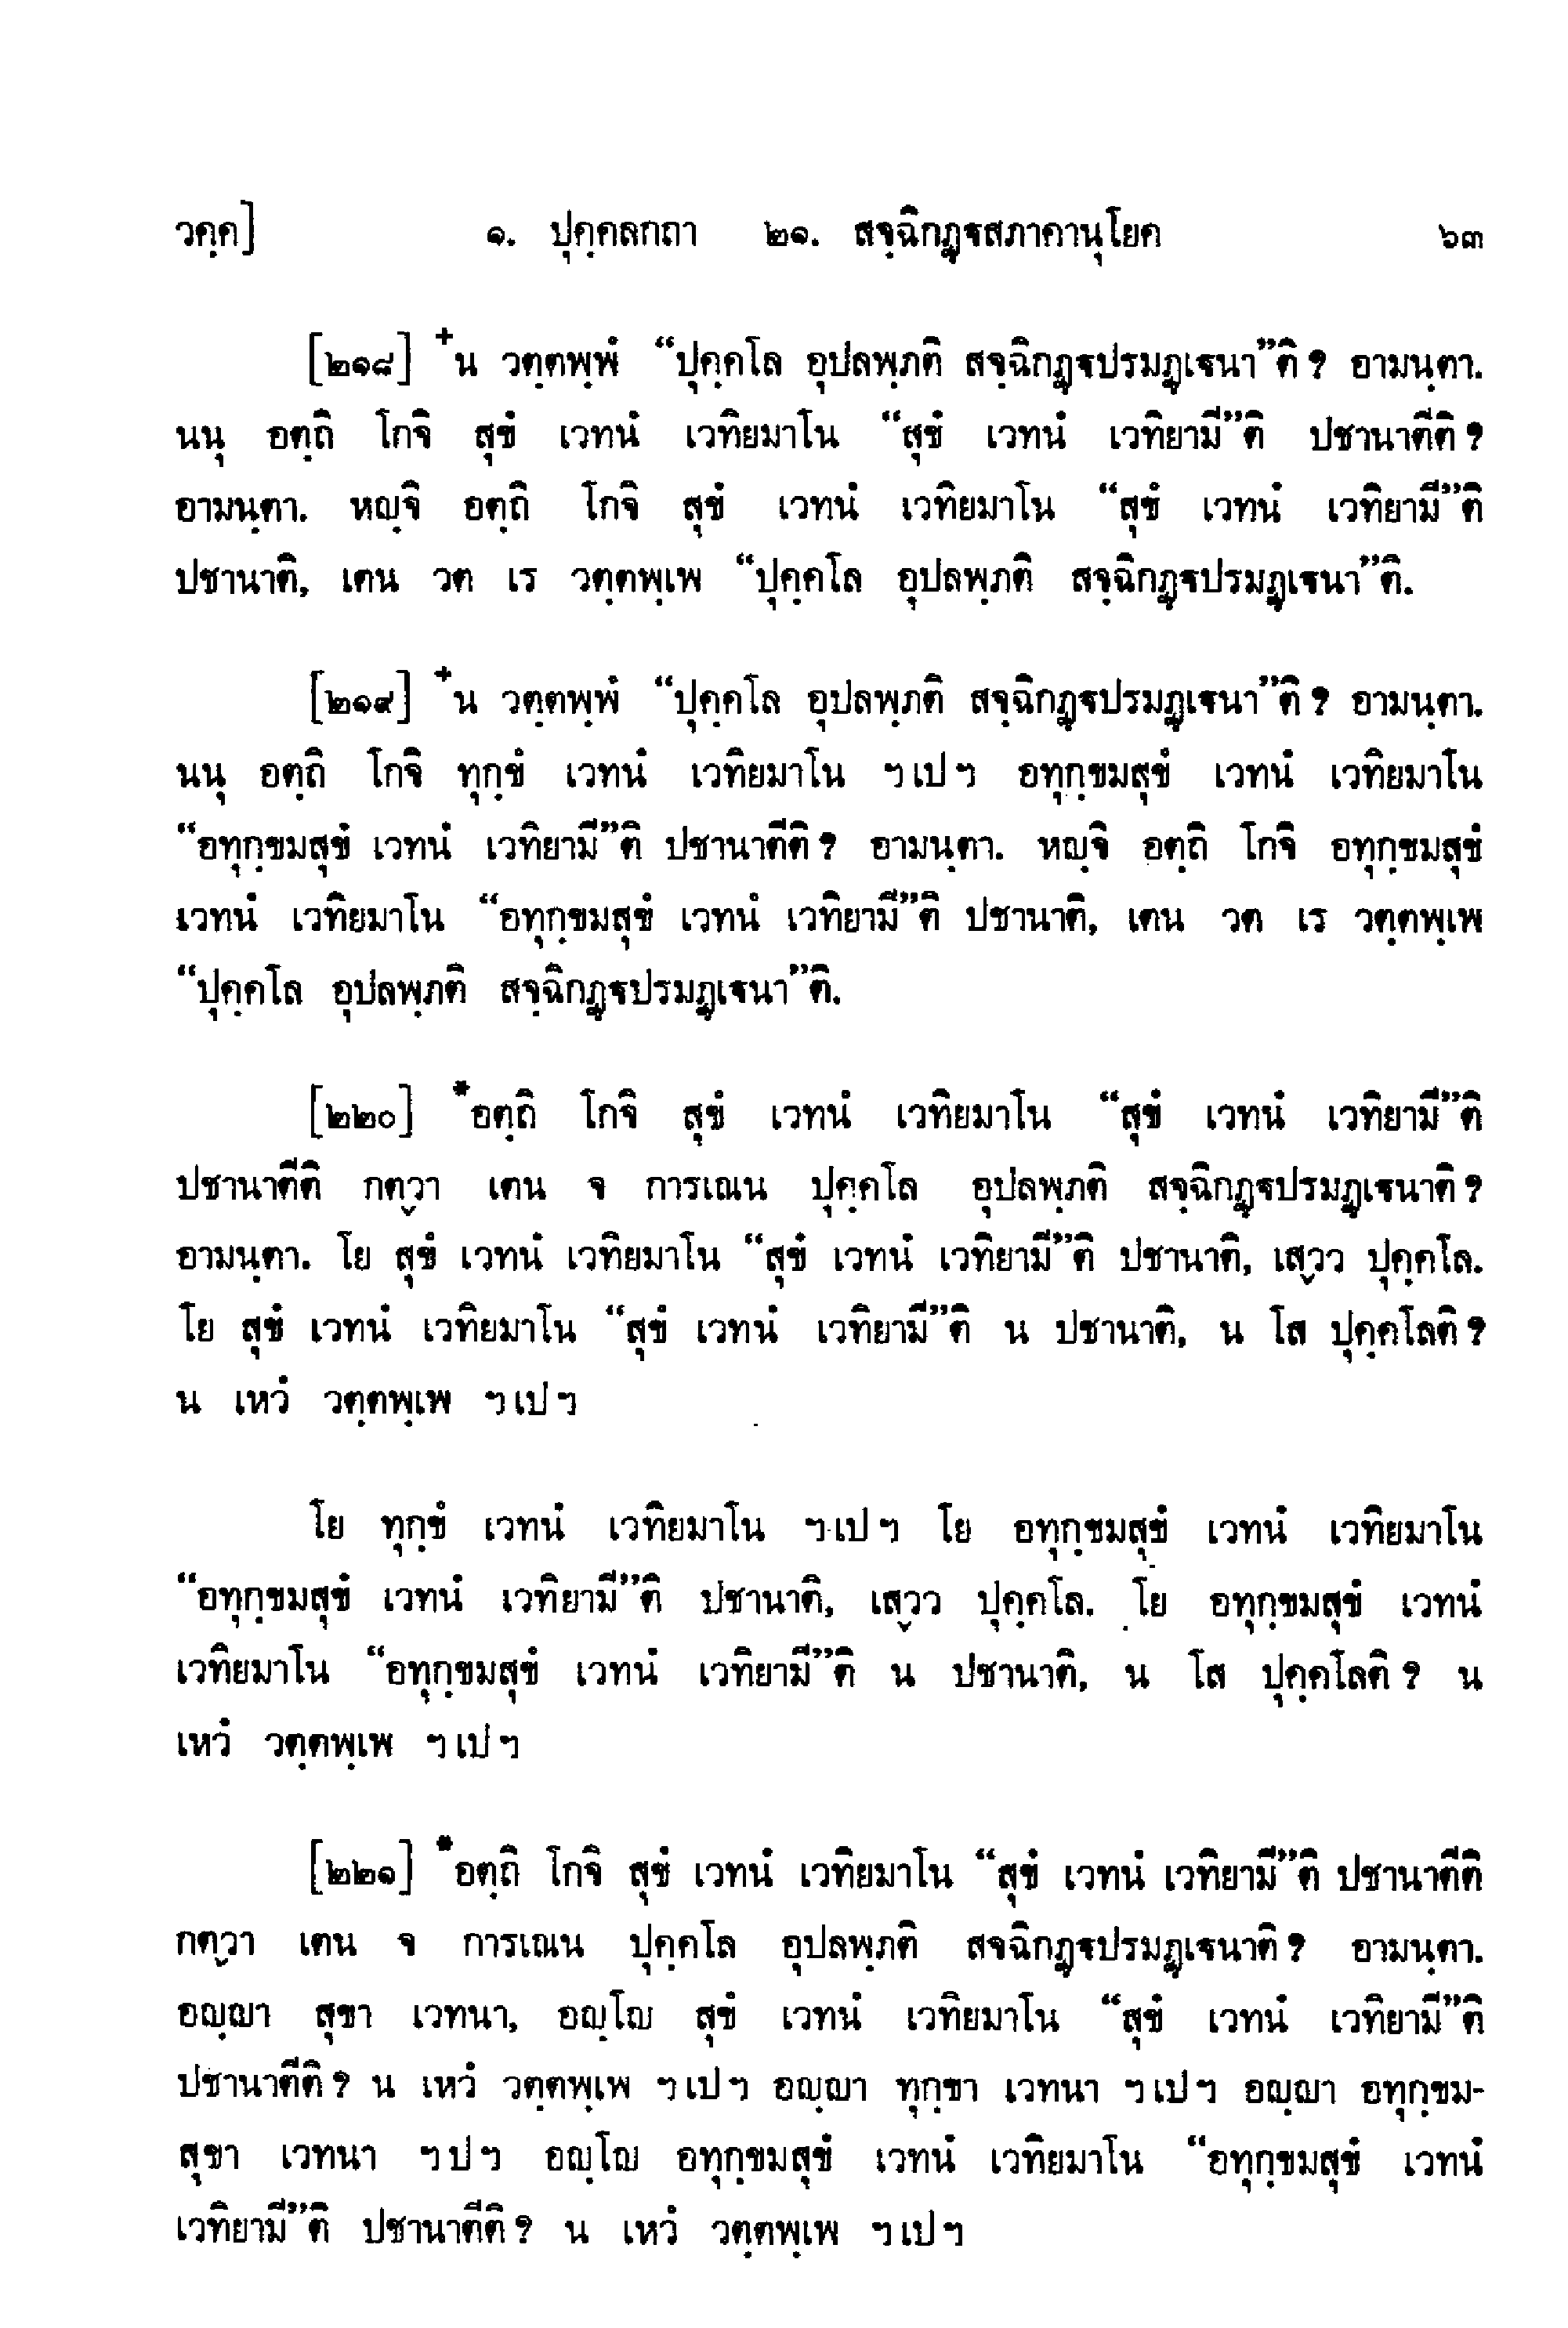 วคฺค] ๑. ปุคฺคลกถา ๒๑. สจฺฉิกฏฺฐสภาคานุโยค ๖๓
[๒๑๘] ⁺น วตฺตพฺพํ “ปุคฺคโล อุปลพฺภติ สจฺฉิกฏฺฐปรมฏฺเฐนา”ติ ? อามนฺตา.
นนุ อตฺถิ โกจิ สุขํ เวทนํ เวทิยมาโน “สุขํ เวทนํ เวทิยามี”ติ ปชานาตีติ ?
อามนฺตา. หญฺจิ อตฺถิ โกจิ สุขํ เวทนํ เวทิยมาโน “สุขํ เวทนํ เวทิยามี”ติ
ปชานาติ, เตน วต เร วตฺตพฺเพ “ปุคฺคโล อุปลพฺภติ สจฺฉิกฏฺฐปรมฏฺเฐนา”ติ.
[๒๑๙] ⁺น วตฺตพฺพํ “ปุคฺคโล อุปลพฺภติ สจฺฉิกฏฺฐปรมฏฺเฐนา”ติ ? อามนฺตา.
นนุ อตฺถิ โกจิ ทุกฺขํ เวทนํ เวทิยมาโน ฯ เป ฯ อทุกฺขมสุขํ เวทนํ เวทิยมาโน
“อทุกฺขมสุขํ เวทนํ เวทิยามี”ติ ปชานาตีติ ? อามนฺตา. หญฺจิ อตฺถิ โกจิ อทุกฺขมสุขํ
เวทนํ เวทิยมาโน “อทุกฺขมสุขํ เวทนํ เวทิยามี”ติ ปชานาติ, เตน วต เร วตฺตพฺเพ
“ปุคฺคโล อุปลพฺภติ สจฺฉิกฏฺฐปรมฏฺเฐนา”ติ.
[๒๒๐] *อตฺถิ โกจิ สุขํ เวทนํ เวทิยมาโน “สุขํ เวทนํ เวทิยามี”ติ
ปชานาตีติ กตฺวา เตน จ การเณน ปุคฺคโล อุปลพฺภติ สจฺฉิกฏฺฐปรมฏฺเฐนาติ ?
อามนฺตา. โย สุขํ เวทนํ เวทิยมาโน “สุขํ เวทนํ เวทิยามี”ติ ปชานาติ, เสฺวว ปุคฺคโล.
โย สุขํ เวทนํ เวทิยมาโน “สุขํ เวทนํ เวทิยามี”ติ น ปชานาติ, น โส ปุคฺคโลติ ?
น เหวํ วตฺตพฺเพ ฯ เป ฯ
โย ทุกฺขํ เวทนํ เวทิยมาโน ฯ เป ฯ โย อทุกฺขมสุขํ เวทนํ เวทิยมาโน
“อทุกฺขมสุขํ เวทนํ เวทิยามี”ติ ปชานาติ, เสฺวว ปุคฺคโล. โย อทุกฺขมสุขํ เวทนํ
เวทิยมาโน “อทุกฺขมสุขํ เวทนํ เวทิยามี”ติ น ปชานาติ, น โส ปุคฺคโลติ ? น
เหวํ วตฺตพฺเพ ฯ เป ฯ
[๒๒๑] *อตฺถิ โกจิ สุขํ เวทนํ เวทิยมาโน “สุขํ เวทนํ เวทิยามี”ติ ปชานาตีติ
กตฺวา เตน จ การเณน ปุคฺคโล อุปลพฺภติ สจฺฉิกฏฺฐปรมฏฺเฐนาติ ? อามนฺตา.
อญฺญา สุขา เวทนา, อญฺโญ สุขํ เวทนํ เวทิยมาโน “สุขํ เวทนํ เวทิยามี”ติ
ปชานาตีติ ? น เหวํ วตฺตพฺเพ ฯ เป ฯ อญฺญา ทุกฺขา เวทนา ฯ เป ฯ อญฺญา อทุกฺขม-
สุขา เวทนา ฯ ป ฯ อญฺโญ อทุกฺขมสุขํ เวทนํ เวทิยมาโน “อทุกฺขมสุขํ เวทนํ
เวทิยามี”ติ ปชานาตีติ ? น เหวํ วตฺตพฺเพ ฯ เป ฯ